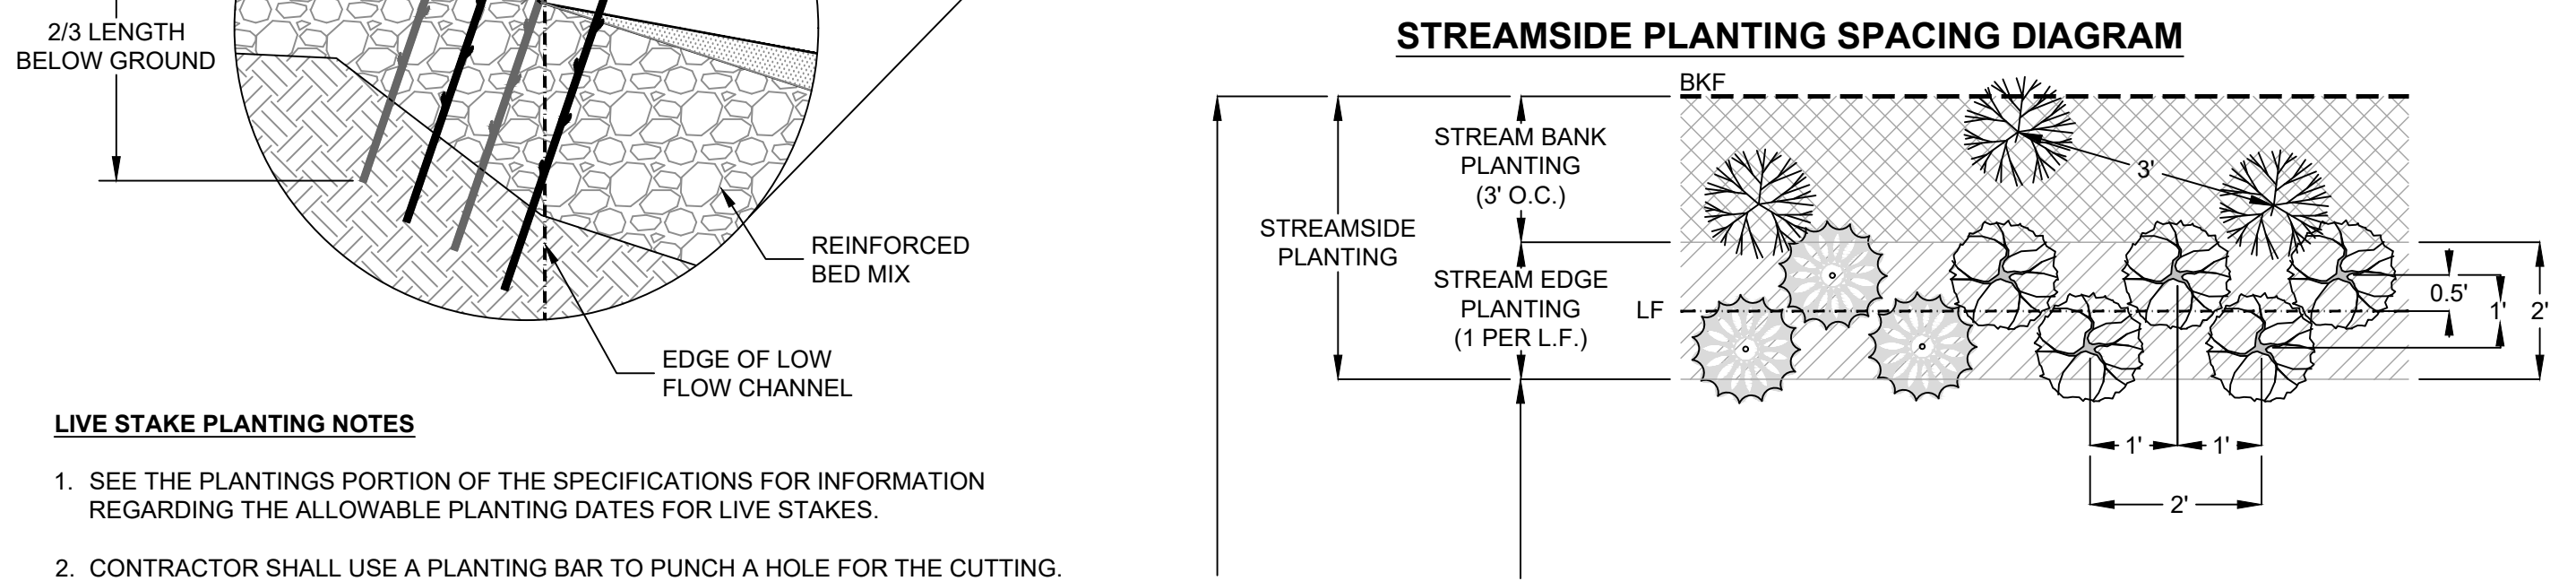 2/3 LENGTH
BELOW GROUND
REINFORCED
BED MIX
EDGE OF LOW
FLOW CHANNEL
LIVE STAKE PLANTING NOTES
1. SEE THE PLANTINGS PORTION OF THE SPECIFICATIONS FOR INFORMATION
REGARDING THE ALLOWABLE PLANTING DATES FOR LIVE STAKES.
2. CONTRACTOR SHALL USE A PLANTING BAR TO PUNCH A HOLE FOR THE CUTTING.
STREAMSIDE PLANTING SPACING DIAGRAM
BKF
STREAM BANK
PLANTING
(3' O.C.)
3'
STREAMSIDE
PLANTING
STREAM EDGE
PLANTING
(1 PER L.F.)
LF
0.5'
1'
2'
1'
1'
2'